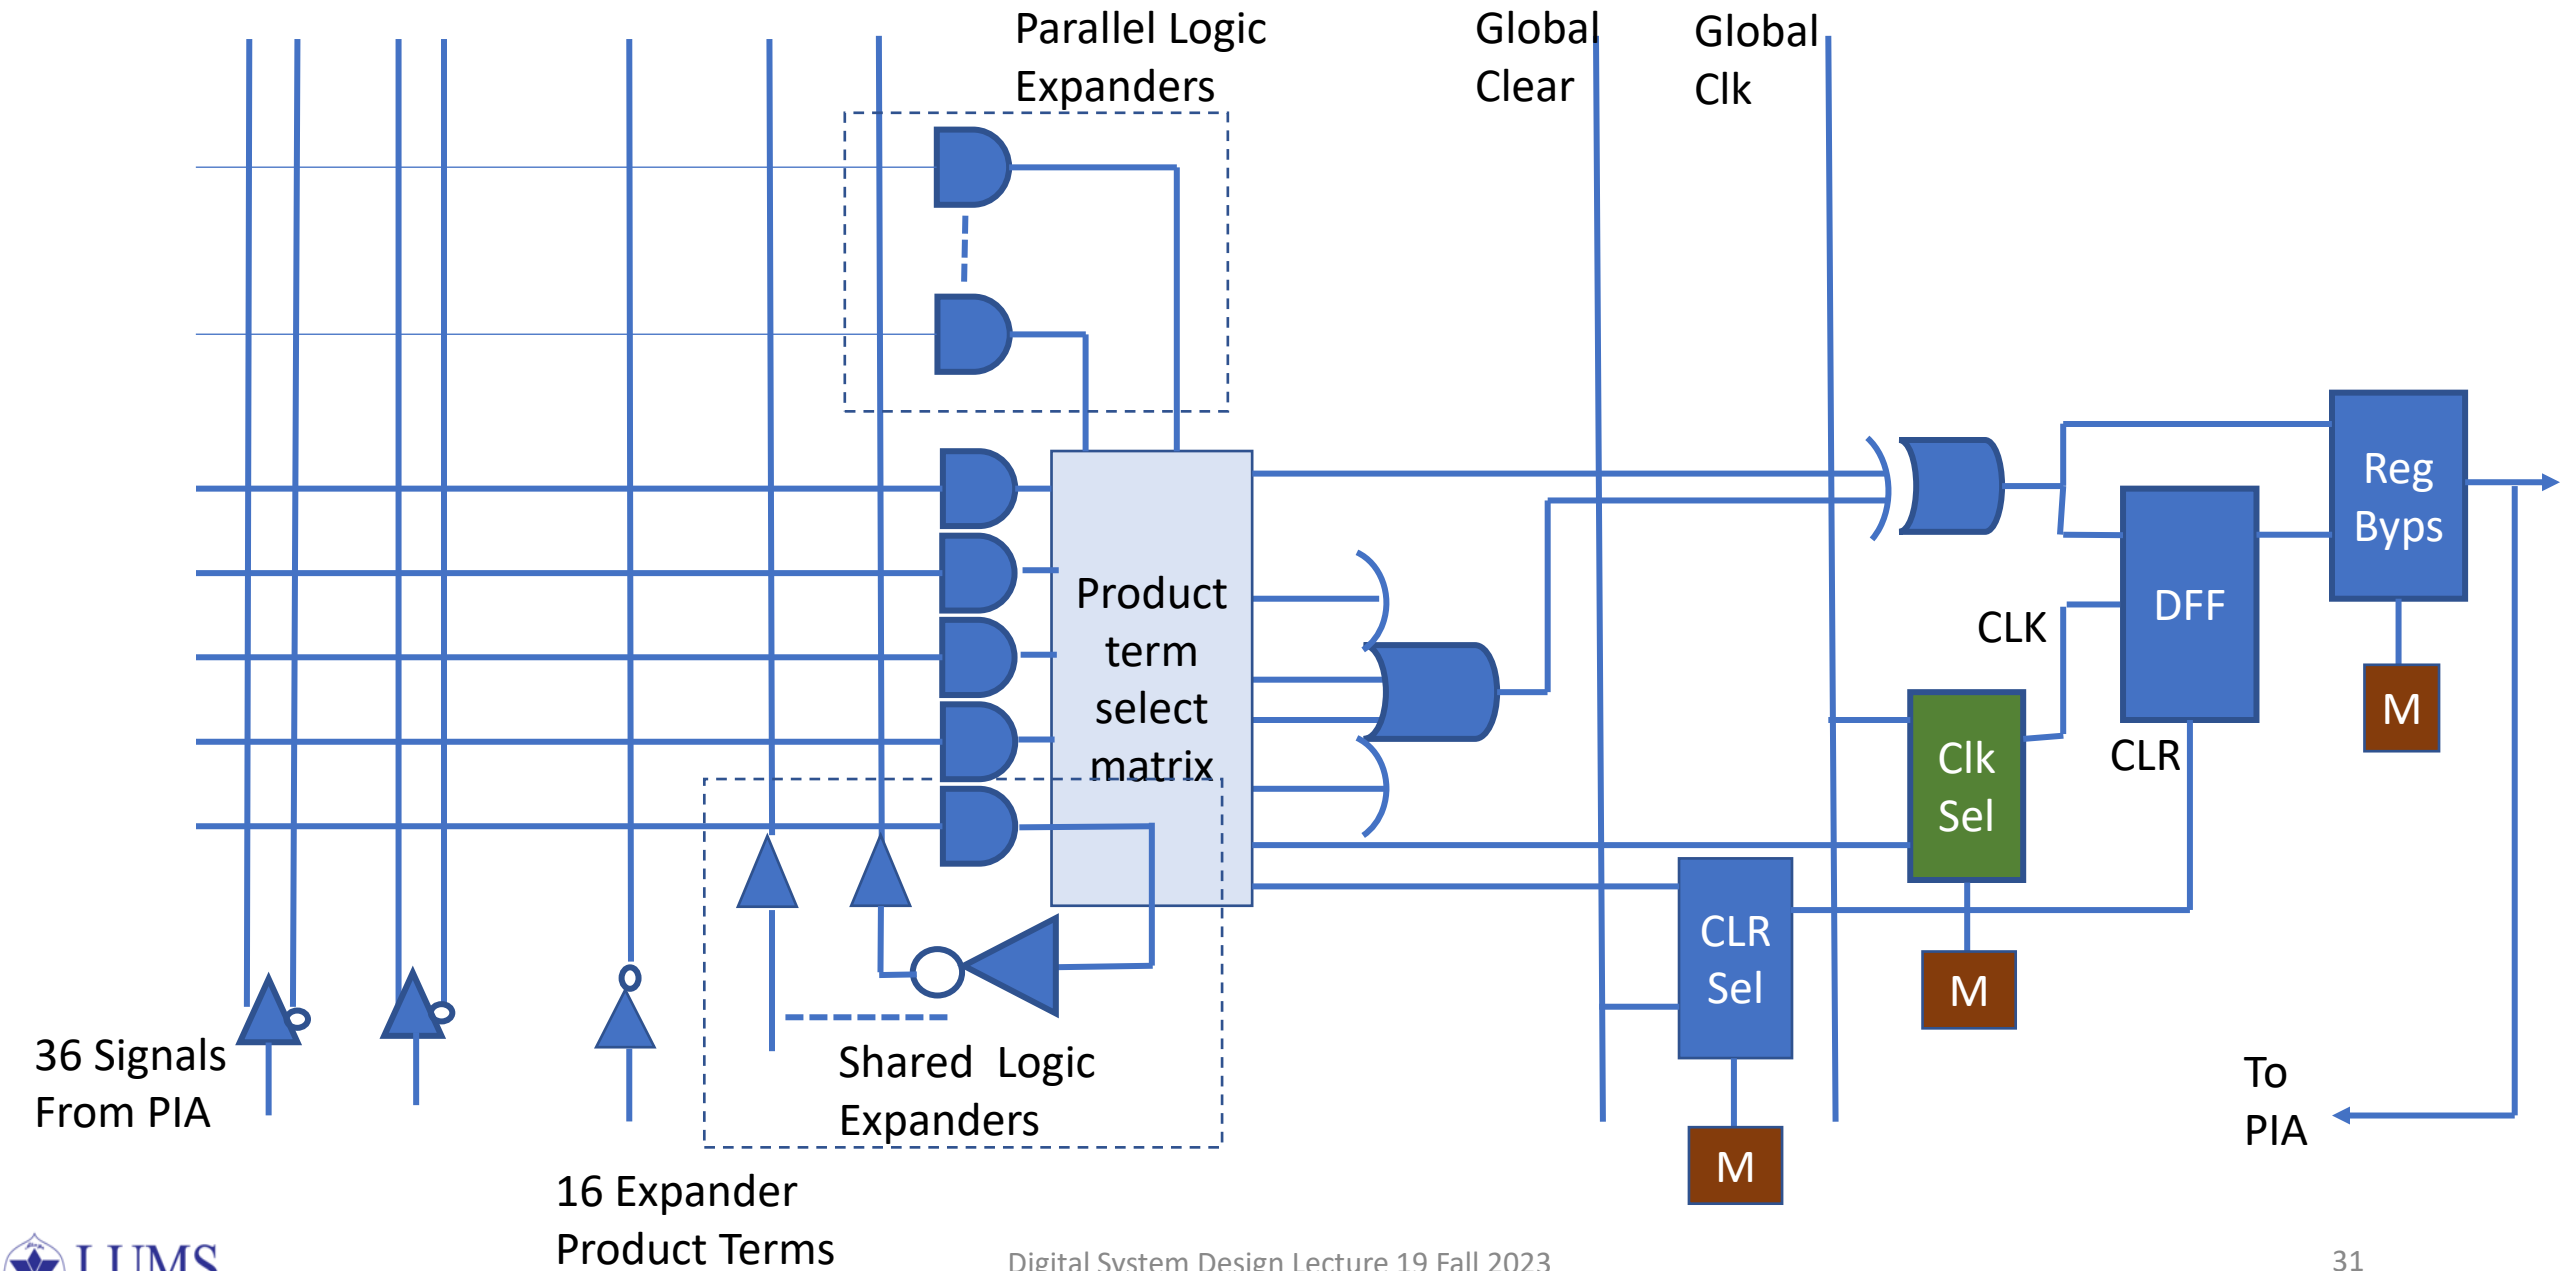 Parallel Logic
Expanders
Global
Clear
Global
Clk
Product
term
select
matrix
Reg
Byps
DFF
CLK
CLR
M
Clk
Sel
CLR
Sel
M
M
36 Signals
From PIA
Shared Logic
Expanders
To
PIA
16 Expander
Product Terms
LUMS
Digital System Design Lecture 19 Fall 2023
31